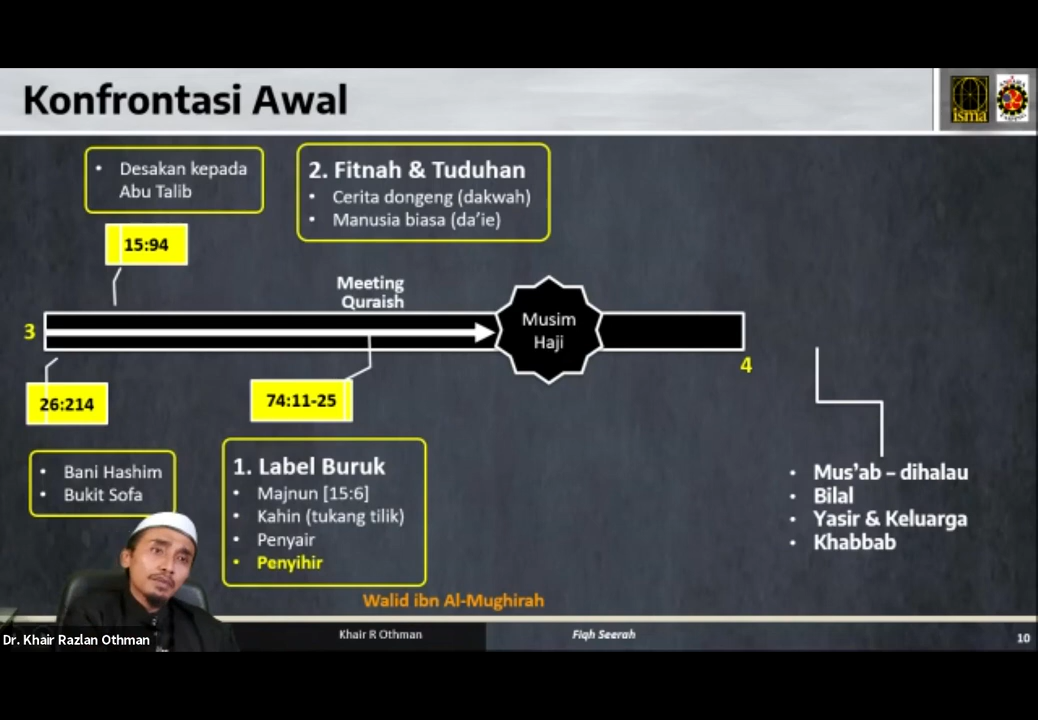 Konfrontasi Awal
isma
• Desakan kepada
Abu Talib
2. Fitnah & Tuduhan
• Cerita dongeng (dakwah)
• Manusia biasa (da'ie)
15:94
Meeting
Quraish
3
Musim
Haji
4
26:214
74:11-25
• Bani Hashim
• Bukit Sofa
1. Label Buruk
• Majnun [15:6]
• Kahin (tukang tilik)
• Penyair
• Penyihir
• Mus'ab – dihalau
• Bilal
• Yasir & Keluarga
• Khabbab
Walid ibn Al-Mughirah
Dr. Khair Razlan Othman
Khair R Othman
Fiqh Seerah
10